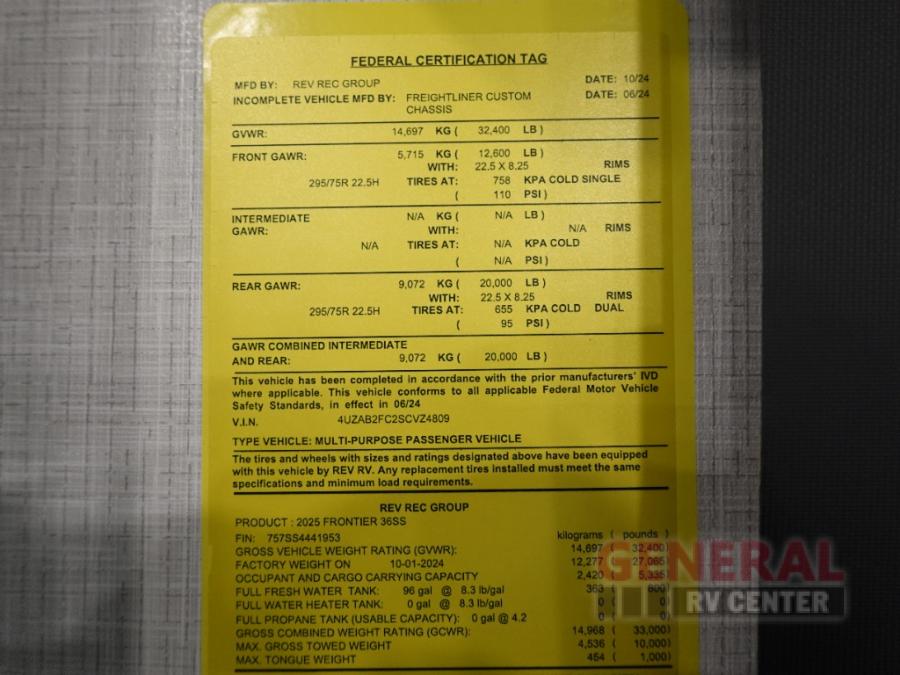 FEDERAL CERTIFICATION TAG
MFD BY: REV REC GROUP DATE: 10/24
INCOMPLETE VEHICLE MFD BY: FREIGHTLINER CUSTOM DATE: 06/24
CHASSIS
GVWR: 14,697 KG ( 32,400 LB )
FRONT GAWR: 5,715 KG ( 12,600 LB )
WITH: 22.5 X 8.25 RIMS
295/75R 22.5H TIRES AT: 758 KPA COLD SINGLE
( 110 PSI )
INTERMEDIATE N/A KG ( N/A LB )
GAWR: WITH: N/A RIMS
N/A TIRES AT: N/A KPA COLD
( N/A PSI )
REAR GAWR: 9,072 KG ( 20,000 LB )
WITH: 22.5 X 8.25 RIMS
295/75R 22.5H TIRES AT: 655 KPA COLD DUAL
( 95 PSI )
GAWR COMBINED INTERMEDIATE
AND REAR: 9,072 KG ( 20,000 LB )
This vehicle has been completed in accordance with the prior manufacturers' IVD
where applicable. This vehicle conforms to all applicable Federal Motor Vehicle
Safety Standards, in effect in 06/24
V.I.N. 4UZAB2FC2SCVZ4809
TYPE VEHICLE: MULTI-PURPOSE PASSENGER VEHICLE
The tires and wheels with sizes and ratings designated above have been equipped
with this vehicle by REV RV. Any replacement tires installed must meet the same
specifications and minimum load requirements.
REV REC GROUP
PRODUCT : 2025 FRONTIER 36SS
FIN: 757SS4441953 kilograms ( pounds )
GROSS VEHICLE WEIGHT RATING (GVWR): 14,697 ( 32,400)
FACTORY WEIGHT ON 10-01-2024 12,277 ( 27,065)
OCCUPANT AND CARGO CARRYING CAPACITY 2,420 ( 5,335)
FULL FRESH WATER TANK: 96 gal @ 8.3 lb/gal 363 ( 800)
FULL WATER HEATER TANK: 0 gal @ 8.3 lb/gal 0 ( 0)
FULL PROPANE TANK (USABLE CAPACITY): 0 gal @ 4.2 0 ( 0)
GROSS COMBINED WEIGHT RATING (GCWR): 14,968 ( 33,000)
MAX. GROSS TOWED WEIGHT 4,536 ( 10,000)
MAX. TONGUE WEIGHT 454 ( 1,000)
GENERAL
RV CENTER